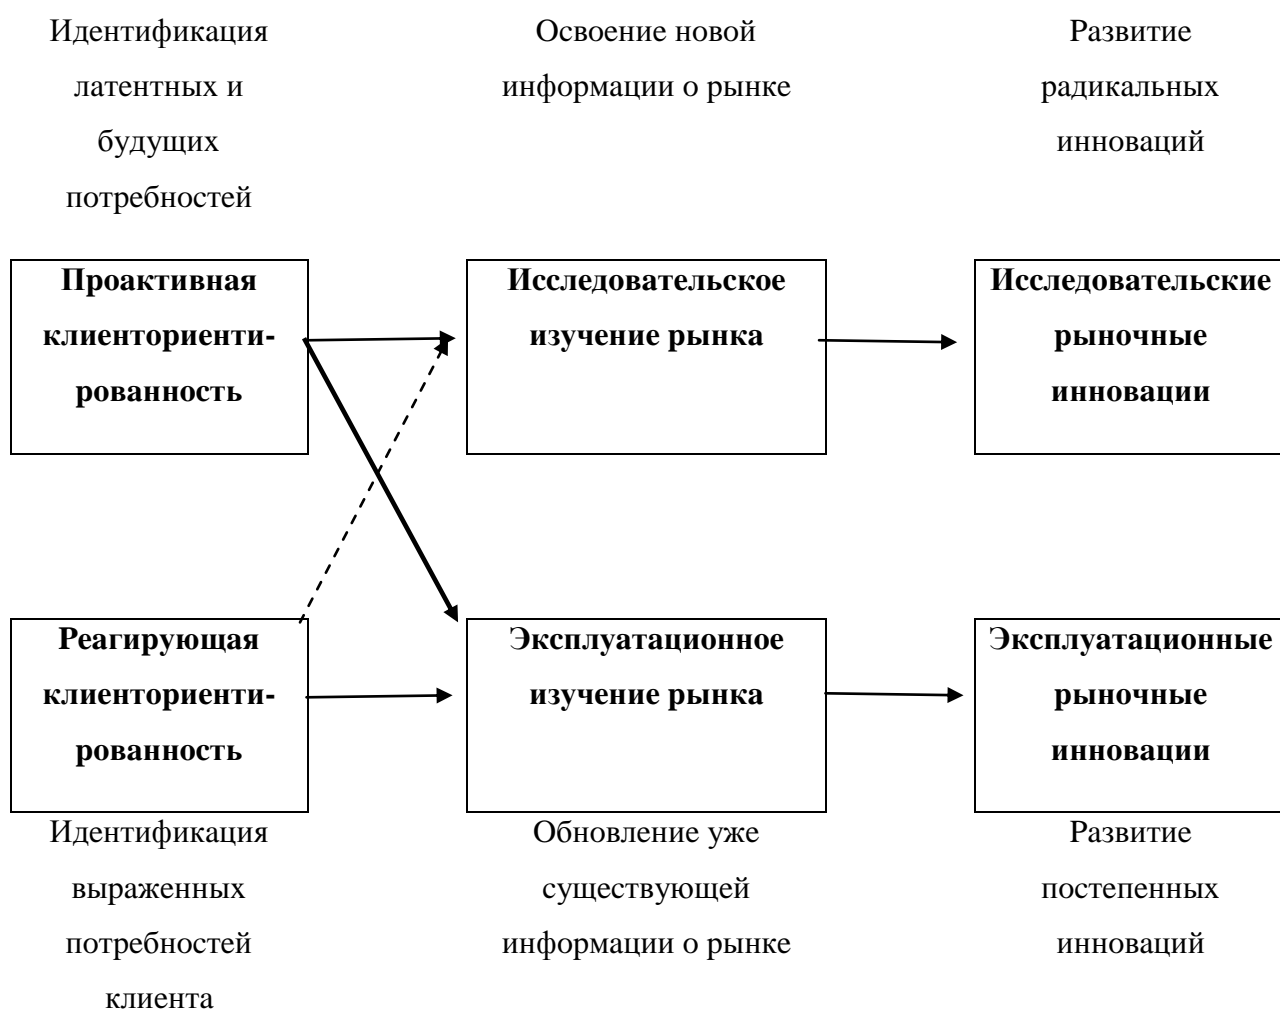 Идентификация
латентных и
будущих
потребностей
Освоение новой
информации о рынке
Развитие
радикальных
инноваций
Проактивная
клиенториенти-
рованность
Исследовательское
изучение рынка
Исследовательские
рыночные
инновации
Реагирующая
клиенториенти-
рованность
Эксплуатационное
изучение рынка
Эксплуатационные
рыночные
инновации
Идентификация
выраженных
потребностей
клиента
Обновление уже
существующей
информации о рынке
Развитие
постепенных
инноваций